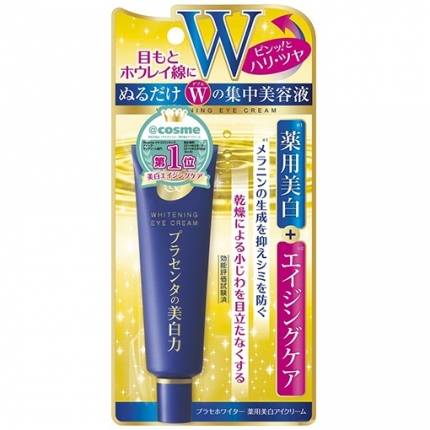 W
目もと
ホウレイ線に
ピンッ!と
ハリ・ツヤ
ぬるだけWの集中美容液
WHITENING EYE CREAM
@cosme
第1位
美白エイジングケア
WHITENING
EYE CREAM
プラセンタの美白力
薬用美白
+
エイジングケア
メラニンの生成を抑えシミを防ぐ
乾燥による小じわを目立たなくする
効能評価試験済
プラセホワイター 薬用美白アイクリーム